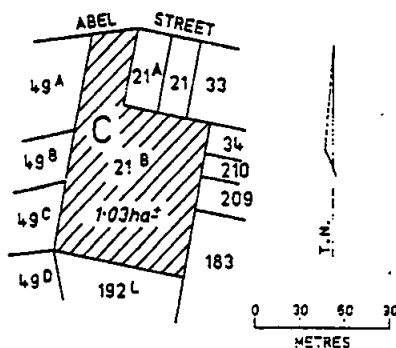 ABEL STREET
49A
21A
21
33
C
49B
34
21B
210
49C
209
1·03ha±
183
49D
192L
T.N.
0 30 60 90
METRES